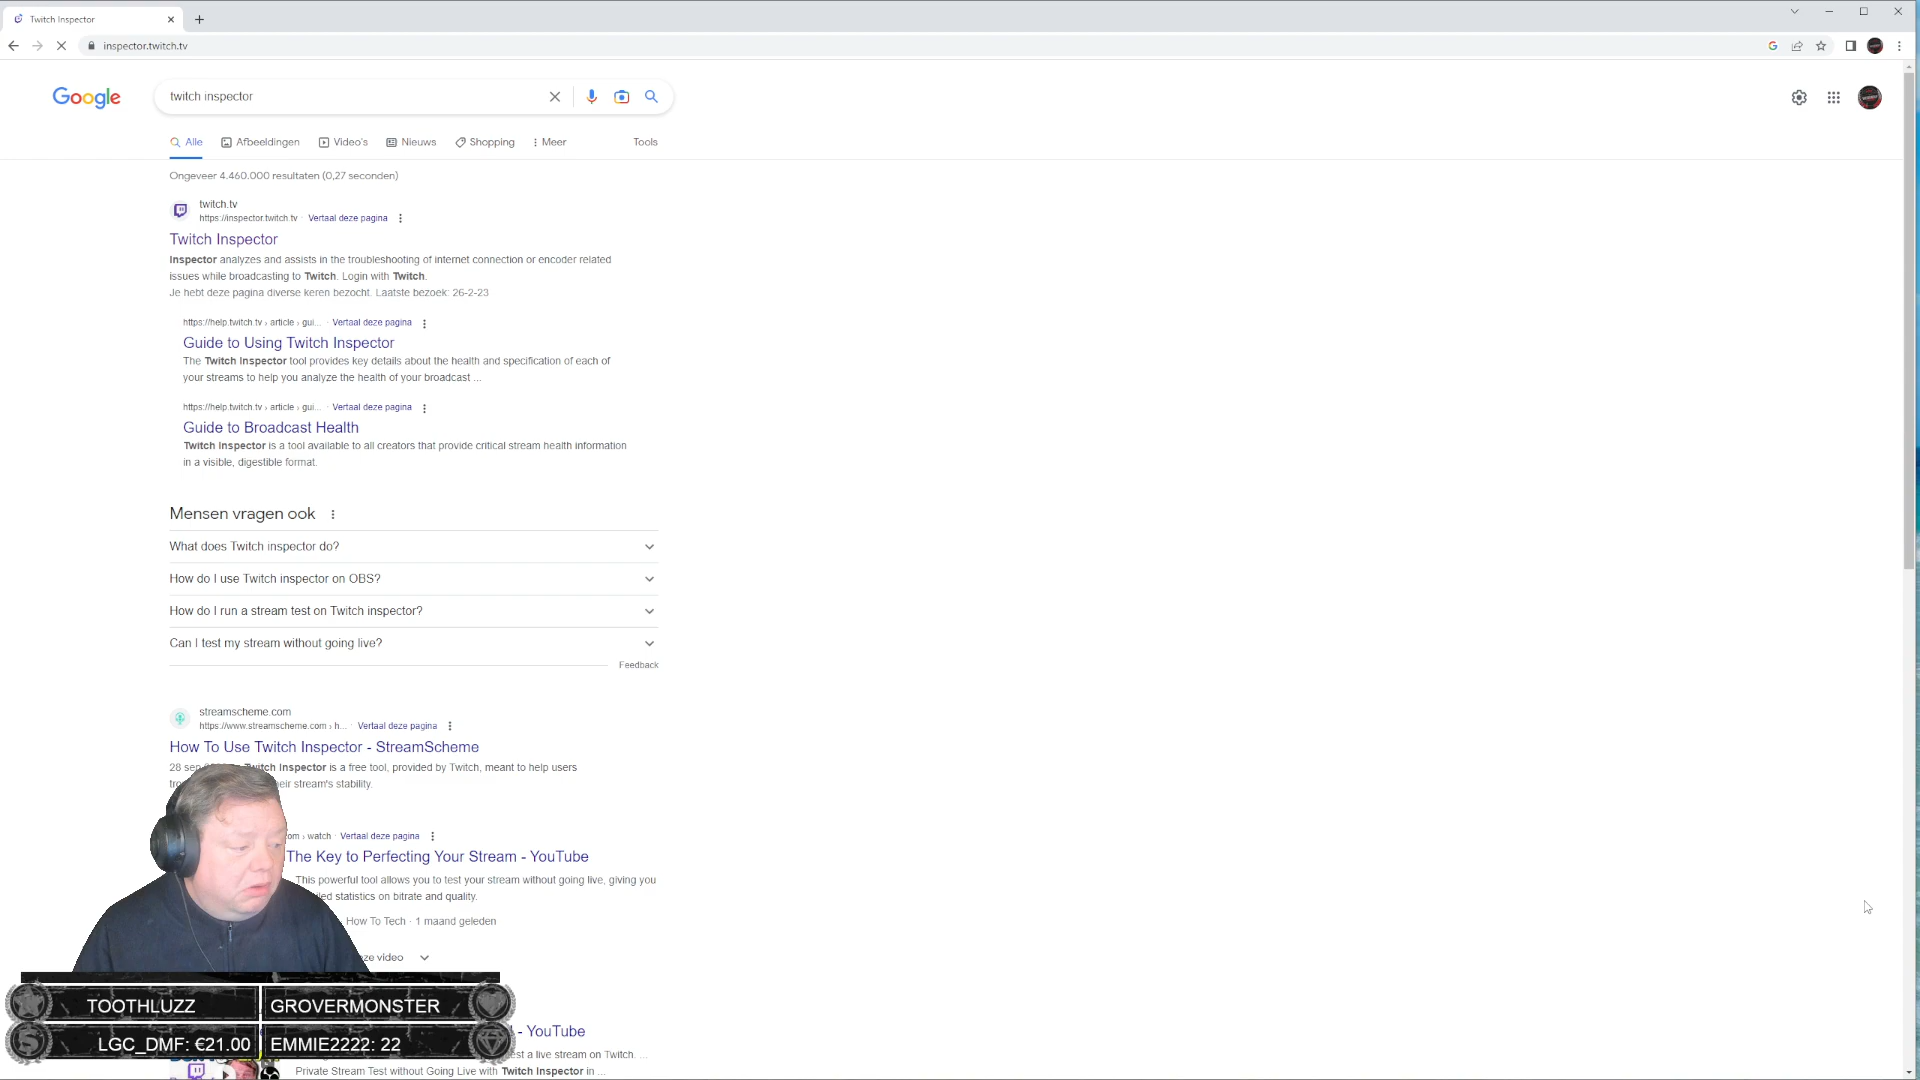 Twitch Inspector
inspector.twitch.tv
Google
twitch inspector
Alle
Afbeeldingen
Video's
Nieuws
Shopping
Meer
Tools
Ongeveer 4.460.000 resultaten (0,27 seconden)
twitch.tv
https://inspector.twitch.tv · Vertaal deze pagina
Twitch Inspector
Inspector analyzes and assists in the troubleshooting of internet connection or encoder related
issues while broadcasting to Twitch. Login with Twitch.
Je hebt deze pagina diverse keren bezocht. Laatste bezoek: 26-2-23
https://help.twitch.tv › article › gui... · Vertaal deze pagina
Guide to Using Twitch Inspector
The Twitch Inspector tool provides key details about the health and specification of each of
your streams to help you analyze the health of your broadcast ...
https://help.twitch.tv › article › gui... · Vertaal deze pagina
Guide to Broadcast Health
Twitch Inspector is a tool available to all creators that provide critical stream health information
in a visible, digestible format.
Mensen vragen ook
What does Twitch inspector do?
How do I use Twitch inspector on OBS?
How do I run a stream test on Twitch inspector?
Can I test my stream without going live?
Feedback
streamscheme.com
https://www.streamscheme.com › h... · Vertaal deze pagina
How To Use Twitch Inspector - StreamScheme
28 sep Twitch Inspector is a free tool, provided by Twitch, meant to help users
eir stream's stability.
om › watch · Vertaal deze pagina
The Key to Perfecting Your Stream - YouTube
This powerful tool allows you to test your stream without going live, giving you
led statistics on bitrate and quality.
How To Tech · 1 maand geleden
eze video
TOOTHLUZZ
GROVERMONSTER
- YouTube
LGC_DMF: €21.00
EMMIE2222: 22
est a live stream on Twitch. ...
Private Stream Test without Going Live with Twitch Inspector in ...